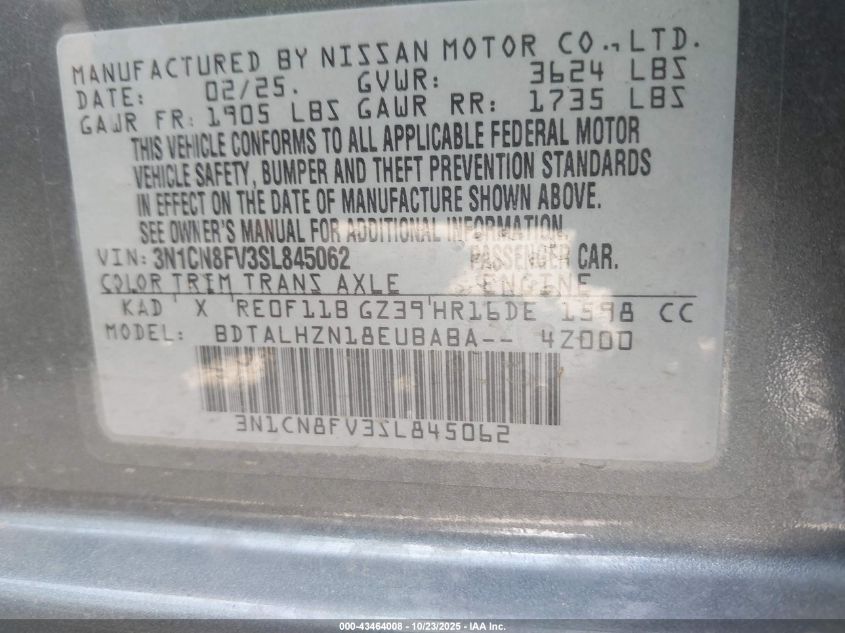 MANUFACTURED BY NISSAN MOTOR CO., LTD.
DATE: 02/25. GVWR: 3624 LBS
GAWR FR: 1905 LBS GAWR RR: 1735 LBS
THIS VEHICLE CONFORMS TO ALL APPLICABLE FEDERAL MOTOR
VEHICLE SAFETY, BUMPER AND THEFT PREVENTION STANDARDS
IN EFFECT ON THE DATE OF MANUFACTURE SHOWN ABOVE.
SEE OWNER'S MANUAL FOR ADDITIONAL INFORMATION.
VIN: 3N1CN8FV3SL845062 PASSENGER CAR.
COLOR TRIM TRANS AXLE ENGINE
KAD X RE0F11B GZ39 HR16DE 1598 CC
MODEL: BDTALHZN18EUBABA-- 4Z000
3N1CN8FV3SL845062
000-43464008 - 10/23/2025 - IAA Inc.